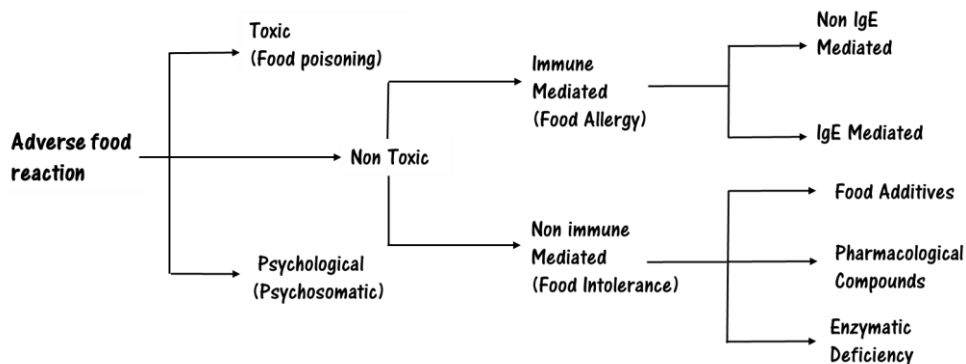 Adverse food
reaction
Toxic
(Food poisoning)
Non Toxic
Psychological
(Psychosomatic)
Immune
Mediated
(Food Allergy)
Non immune
Mediated
(Food Intolerance)
Non IgE
Mediated
IgE Mediated
Food Additives
Pharmacological
Compounds
Enzymatic
Deficiency